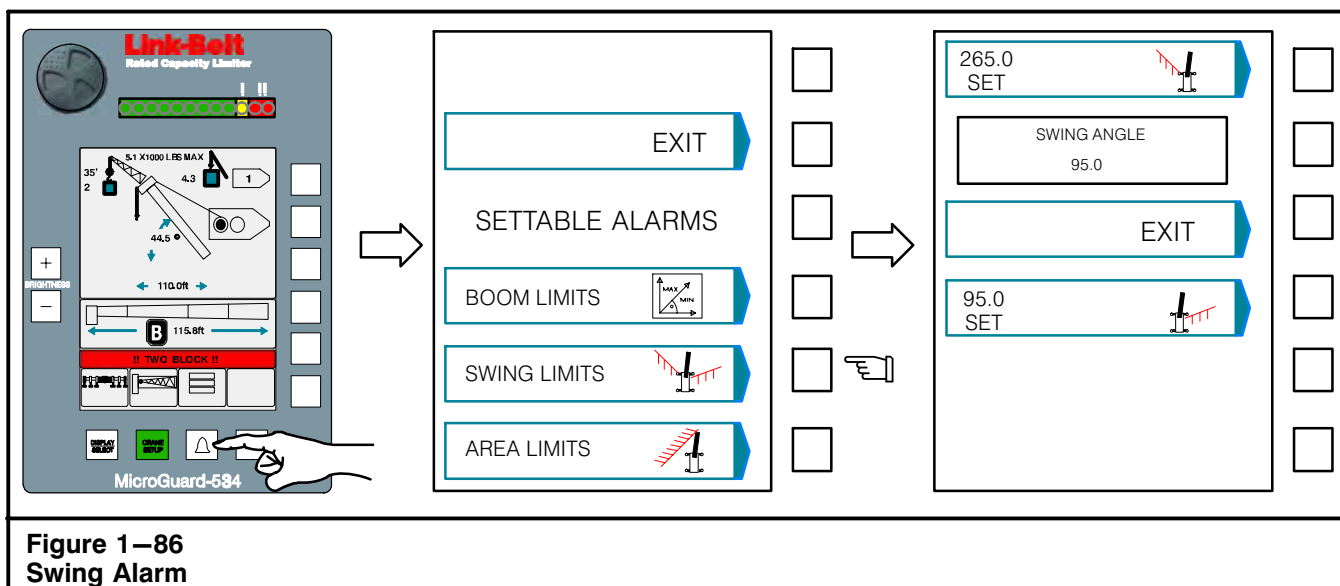 Link-Belt
Rated Capacity Limiter
! !!
5.1 X1000 LBS MAX
35'
2
4.3
1
44.5 °
110.0ft
+
BRIGHTNESS
−
B 115.8ft
!! TWO BLOCK !!
DISPLAY SELECT
CRANE SETUP
MicroGuard-534
EXIT
SETTABLE ALARMS
BOOM LIMITS
MAX
MIN
SWING LIMITS
AREA LIMITS
265.0
SET
SWING ANGLE
95.0
EXIT
95.0
SET
Figure 1−86
Swing Alarm